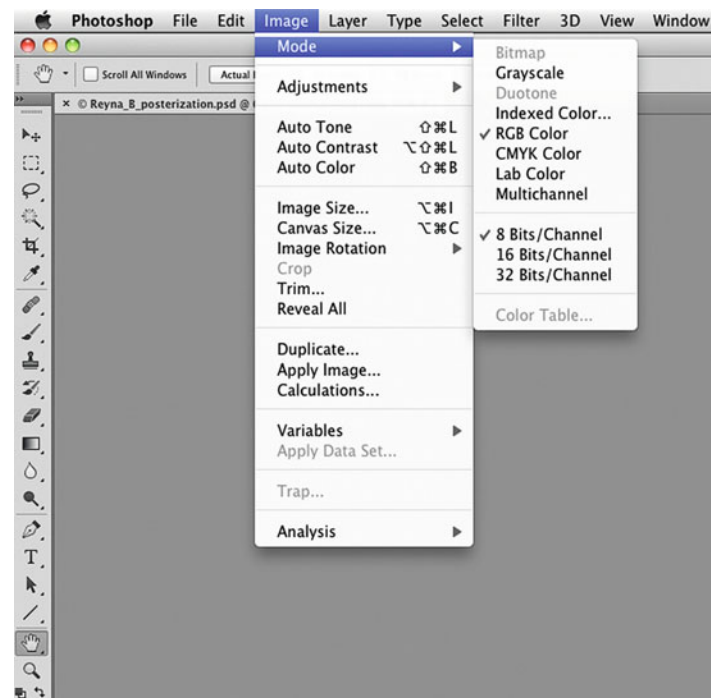 Photoshop File Edit Image Layer Type Select Filter 3D View Window
Scroll All Windows Actual
× © Reyna_B_posterization.psd @
Mode ▶
Adjustments ▶
Auto Tone ⇧⌘L
Auto Contrast ⌥⇧⌘L
Auto Color ⇧⌘B
Image Size... ⌥⌘I
Canvas Size... ⌥⌘C
Image Rotation ▶
Crop
Trim...
Reveal All
Duplicate...
Apply Image...
Calculations...
Variables ▶
Apply Data Set...
Trap...
Analysis ▶
Bitmap
Grayscale
Duotone
Indexed Color...
✓ RGB Color
CMYK Color
Lab Color
Multichannel
✓ 8 Bits/Channel
16 Bits/Channel
32 Bits/Channel
Color Table...